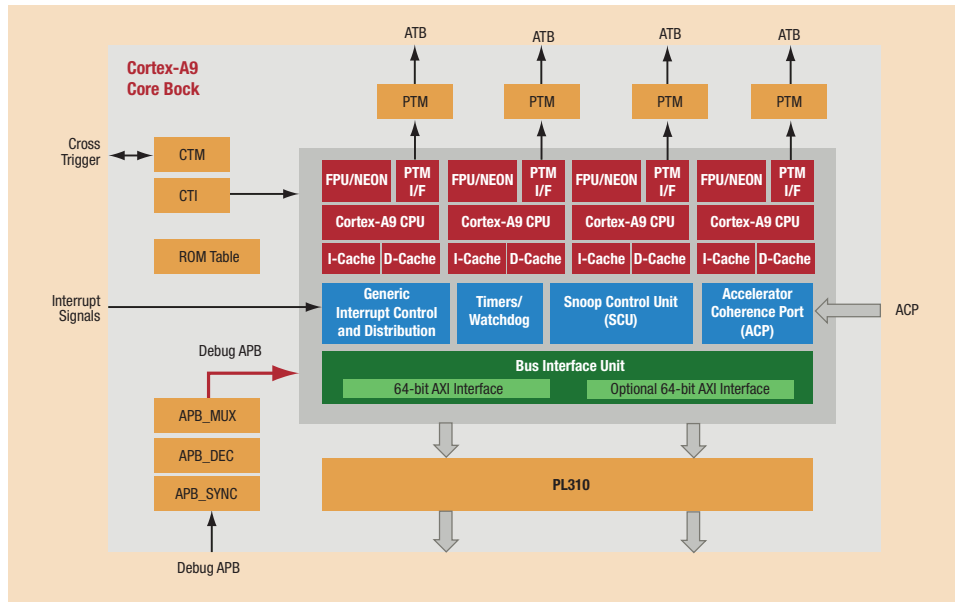 ATB
ATB
ATB
ATB
Cortex-A9
Core Bock
PTM
PTM
PTM
PTM
Cross
Trigger
CTM
CTI
ROM Table
FPU/NEON
PTM
I/F
FPU/NEON
PTM
I/F
FPU/NEON
PTM
I/F
FPU/NEON
PTM
I/F
Cortex-A9 CPU
Cortex-A9 CPU
Cortex-A9 CPU
Cortex-A9 CPU
I-Cache
D-Cache
I-Cache
D-Cache
I-Cache
D-Cache
I-Cache
D-Cache
Interrupt
Signals
Generic
Interrupt Control
and Distribution
Timers/
Watchdog
Snoop Control Unit
(SCU)
Accelerator
Coherence Port
(ACP)
ACP
Debug APB
Bus Interface Unit
64-bit AXI Interface
Optional 64-bit AXI Interface
APB_MUX
APB_DEC
APB_SYNC
PL310
Debug APB